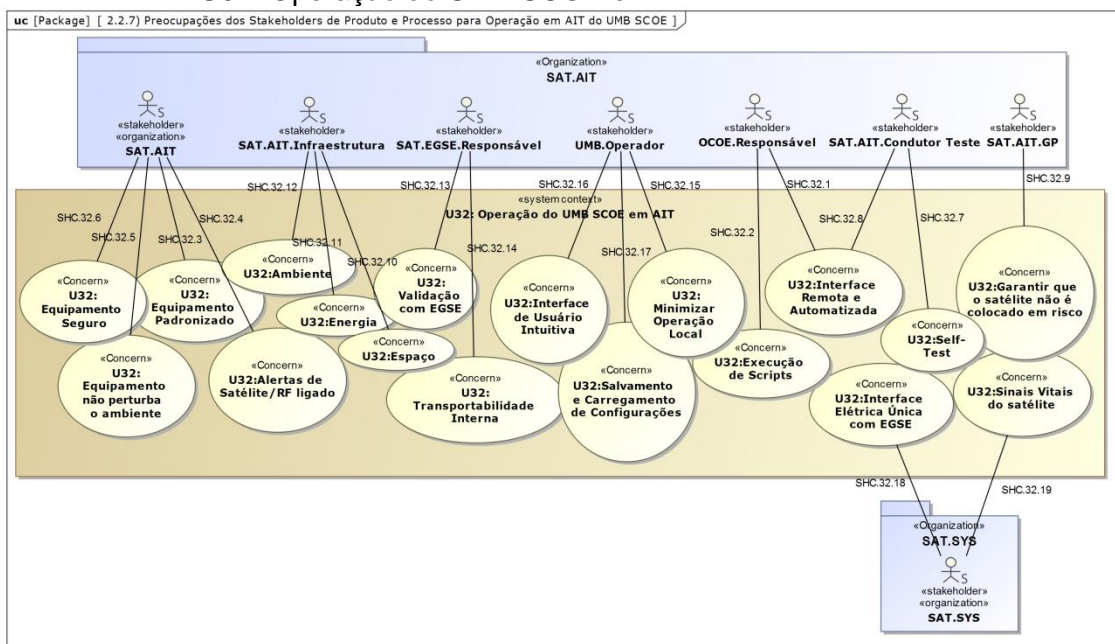 uc [Package] [ 2.2.7) Preocupações dos Stakeholders de Produto e Processo para Operação em AIT do UMB SCOE ]
«Organization»
SAT.AIT
«stakeholder»
«organization»
SAT.AIT
«stakeholder»
SAT.AIT.Infraestrutura
«stakeholder»
SAT.EGSE.Responsável
«stakeholder»
UMB.Operador
«stakeholder»
OCOE.Responsável
«stakeholder»
SAT.AIT.Condutor Teste
«stakeholder»
SAT.AIT.GP
SHC.32.12
SHC.32.13
SHC.32.16
SHC.32.15
SHC.32.1
SHC.32.9
«system context»
U32: Operação do UMB SCOE em AIT
SHC.32.6
SHC.32.5
SHC.32.3
SHC.32.4
SHC.32.11
SHC.32.10
SHC.32.14
SHC.32.17
SHC.32.2
SHC.32.8
SHC.32.7
«Concern»
U32:
Equipamento
Seguro
«Concern»
U32:
Equipamento
Padronizado
«Concern»
U32:Ambiente
«Concern»
U32:Energia
«Concern»
U32:Espaço
«Concern»
U32:
Validação
com EGSE
«Concern»
U32:Interface
de Usuário
Intuitiva
«Concern»
U32:
Minimizar
Operação
Local
«Concern»
U32:Interface
Remota e
Automatizada
«Concern»
U32:Garantir que
o satélite não é
colocado em risco
«Concern»
U32:
Equipamento
não perturba
o ambiente
«Concern»
U32:Alertas de
Satélite/RF ligado
«Concern»
U32:
Transportabilidade
Interna
«Concern»
U32:Salvamento
e Carregamento
de Configurações
«Concern»
U32:Execução
de Scripts
«Concern»
U32:Self-
Test
«Concern»
U32:Interface
Elétrica Única
com EGSE
«Concern»
U32:Sinais Vitais
do satélite
SHC.32.18
SHC.32.19
«Organization»
SAT.SYS
«stakeholder»
«organization»
SAT.SYS